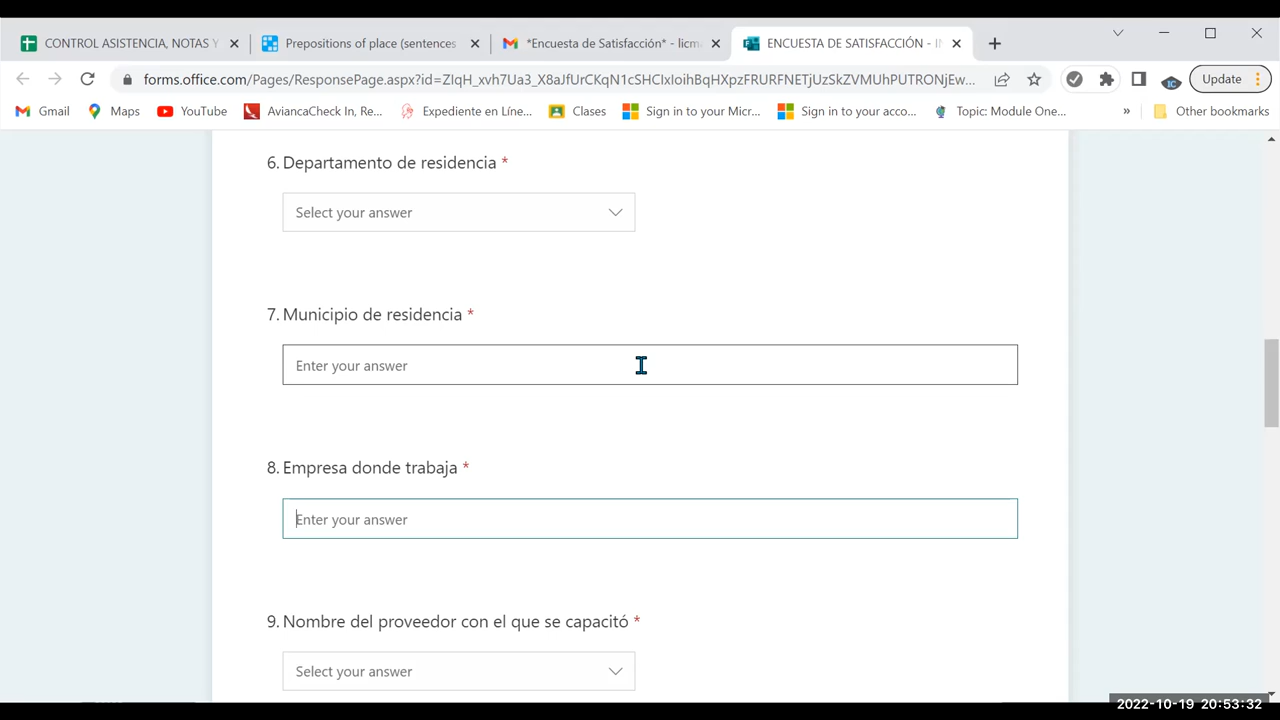 CONTROL ASISTENCIA, NOTAS Y
Prepositions of place (sentences
*Encuesta de Satisfacción* - licm
ENCUESTA DE SATISFACCIÓN - IN
forms.office.com/Pages/ResponsePage.aspx?id=ZIqH_xvh7Ua3_X8aJfUrCKqN1cSHCIxIoihBqHXpzFRURFNETjUzSkZVMUhPUTRONjEw...
Update
Gmail
Maps
YouTube
AviancaCheck In, Re...
Expediente en Líne...
Clases
Sign in to your Micr...
Sign in to your acco...
Topic: Module One...
»
Other bookmarks
6. Departamento de residencia *
Select your answer
7. Municipio de residencia *
Enter your answer
8. Empresa donde trabaja *
Enter your answer
9. Nombre del proveedor con el que se capacitó *
Select your answer
2022-10-19 20:53:32